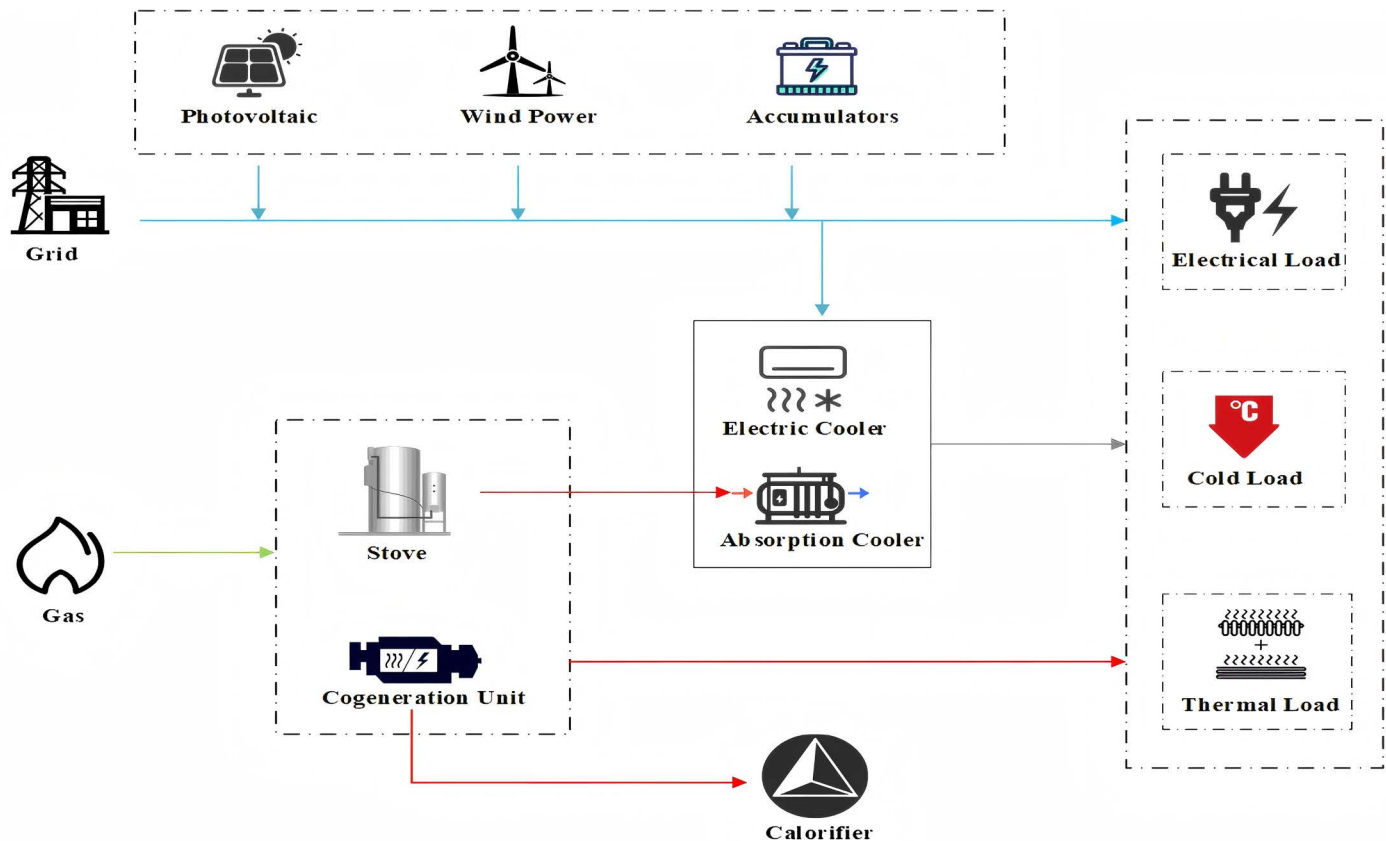 Photovoltaic
Wind Power
Accumulators
Grid
Electrical Load
Electric Cooler
°C
Cold Load
Stove
Absorption Cooler
Gas
+
Cogeneration Unit
Thermal Load
Calorifier